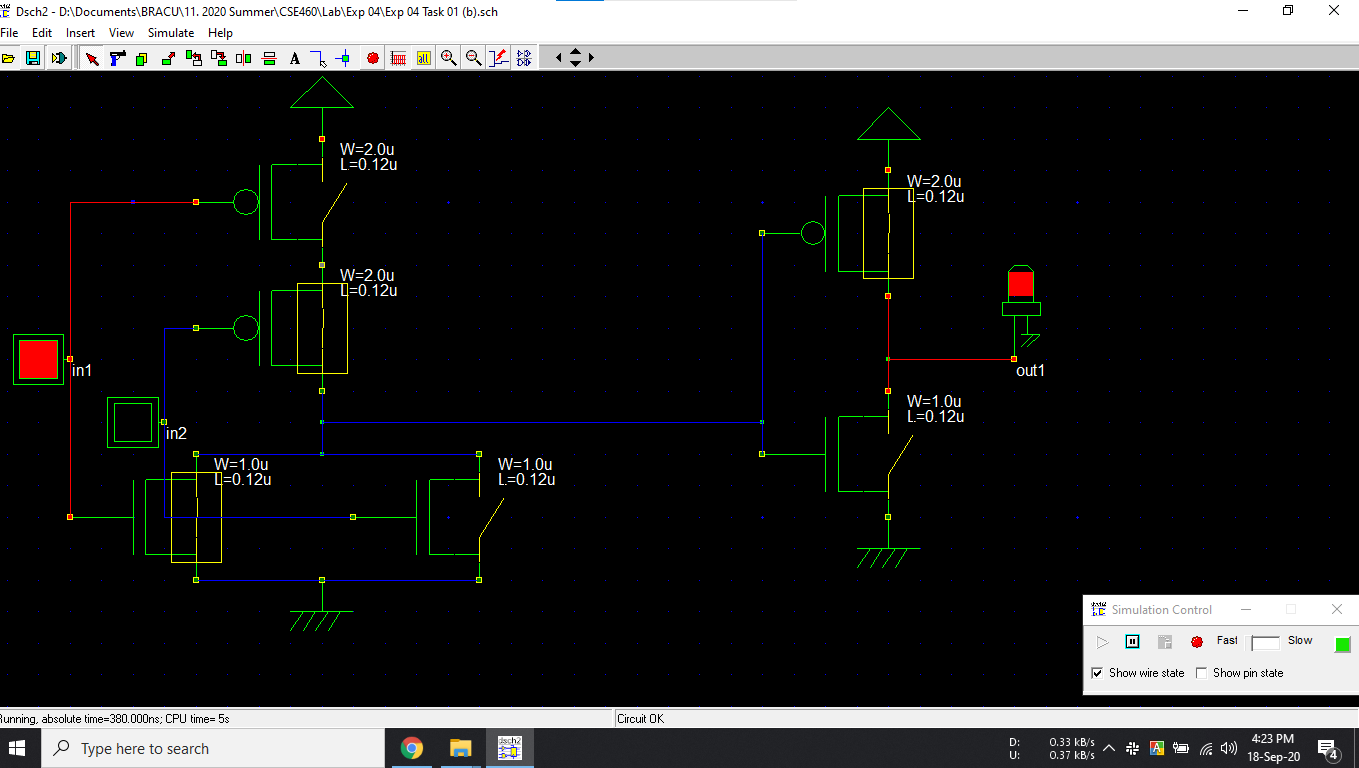 Dsch2 - D:\Documents\BRACU\11. 2020 Summer\CSE460\Lab\Exp 04\Exp 04 Task 01 (b).sch
File Edit Insert View Simulate Help
A
all
W=2.0u
L=0.12u
W=2.0u
L=0.12u
W=2.0u
L=0.12u
in1
out1
in2
W=1.0u
L=0.12u
W=1.0u
L=0.12u
W=1.0u
L=0.12u
Simulation Control
Fast Slow
Show wire state Show pin state
Running, absolute time=380.000ns; CPU time= 5s Circuit OK
Type here to search
dsch2
D: 0.33 kB/s
U: 0.37 kB/s
A
4:23 PM
18-Sep-20
4